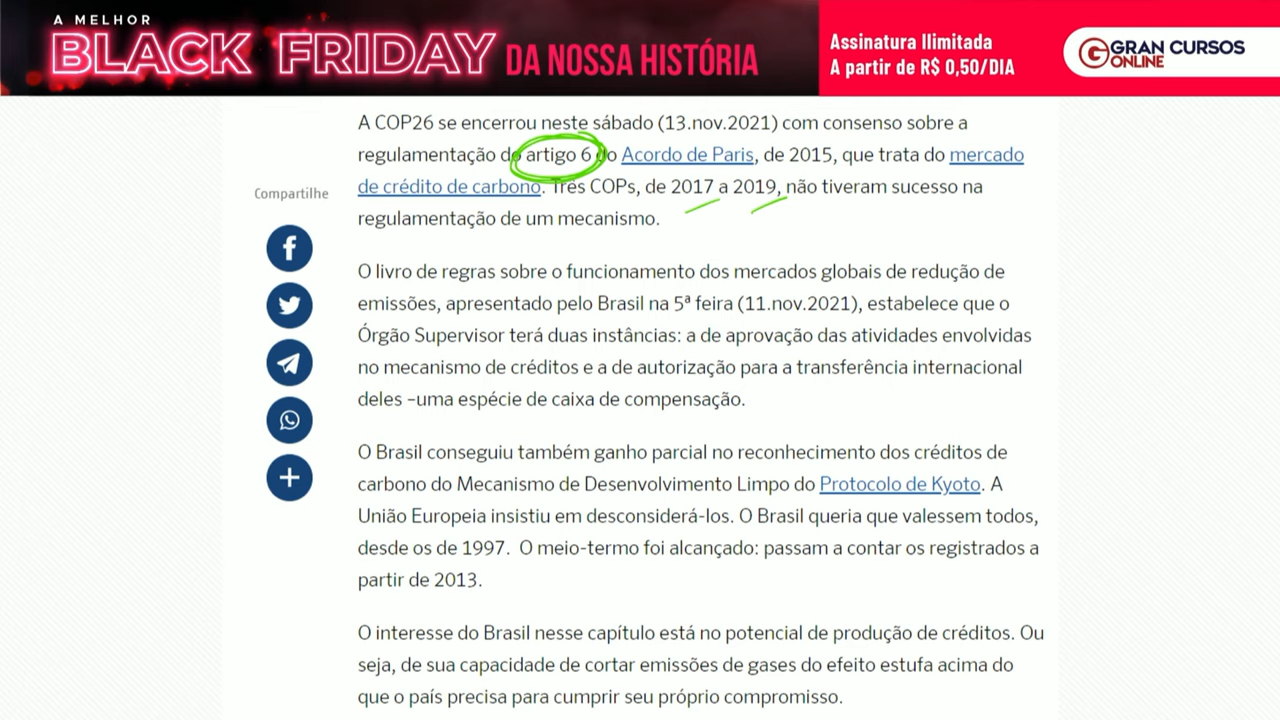 A MELHOR
BLACK FRIDAY DA NOSSA HISTÓRIA
Assinatura Ilimitada
A partir de R$ 0,50/DIA
GRAN CURSOS
ONLINE
A COP26 se encerrou neste sábado (13.nov.2021) com consenso sobre a
regulamentação do artigo 6 do Acordo de Paris, de 2015, que trata do mercado
de crédito de carbono. Três COPs, de 2017 a 2019, não tiveram sucesso na
regulamentação de um mecanismo.
Compartilhe
O livro de regras sobre o funcionamento dos mercados globais de redução de
emissões, apresentado pelo Brasil na 5ª feira (11.nov.2021), estabelece que o
Órgão Supervisor terá duas instâncias: a de aprovação das atividades envolvidas
no mecanismo de créditos e a de autorização para a transferência internacional
deles –uma espécie de caixa de compensação.
O Brasil conseguiu também ganho parcial no reconhecimento dos créditos de
carbono do Mecanismo de Desenvolvimento Limpo do Protocolo de Kyoto. A
União Europeia insistiu em desconsiderá-los. O Brasil queria que valessem todos,
desde os de 1997. O meio-termo foi alcançado: passam a contar os registrados a
partir de 2013.
O interesse do Brasil nesse capítulo está no potencial de produção de créditos. Ou
seja, de sua capacidade de cortar emissões de gases do efeito estufa acima do
que o país precisa para cumprir seu próprio compromisso.